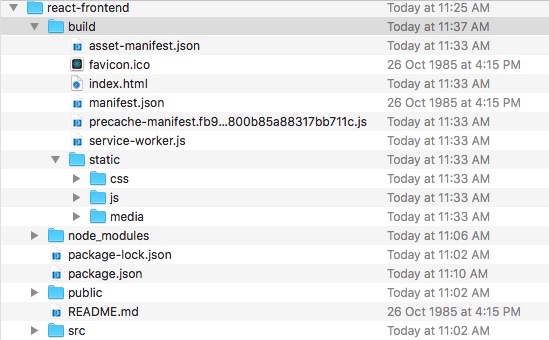 react-frontend Today at 11:25 AM
build Today at 11:37 AM
asset-manifest.json Today at 11:33 AM
favicon.ico 26 Oct 1985 at 4:15 PM
index.html Today at 11:33 AM
manifest.json 26 Oct 1985 at 4:15 PM
precache-manifest.fb9...800b85a88317bb711c.js Today at 11:33 AM
service-worker.js Today at 11:33 AM
static Today at 11:33 AM
css Today at 11:33 AM
js Today at 11:33 AM
media Today at 11:33 AM
node_modules Today at 11:06 AM
package-lock.json Today at 11:02 AM
package.json Today at 11:10 AM
public Today at 11:02 AM
README.md 26 Oct 1985 at 4:15 PM
src Today at 11:02 AM